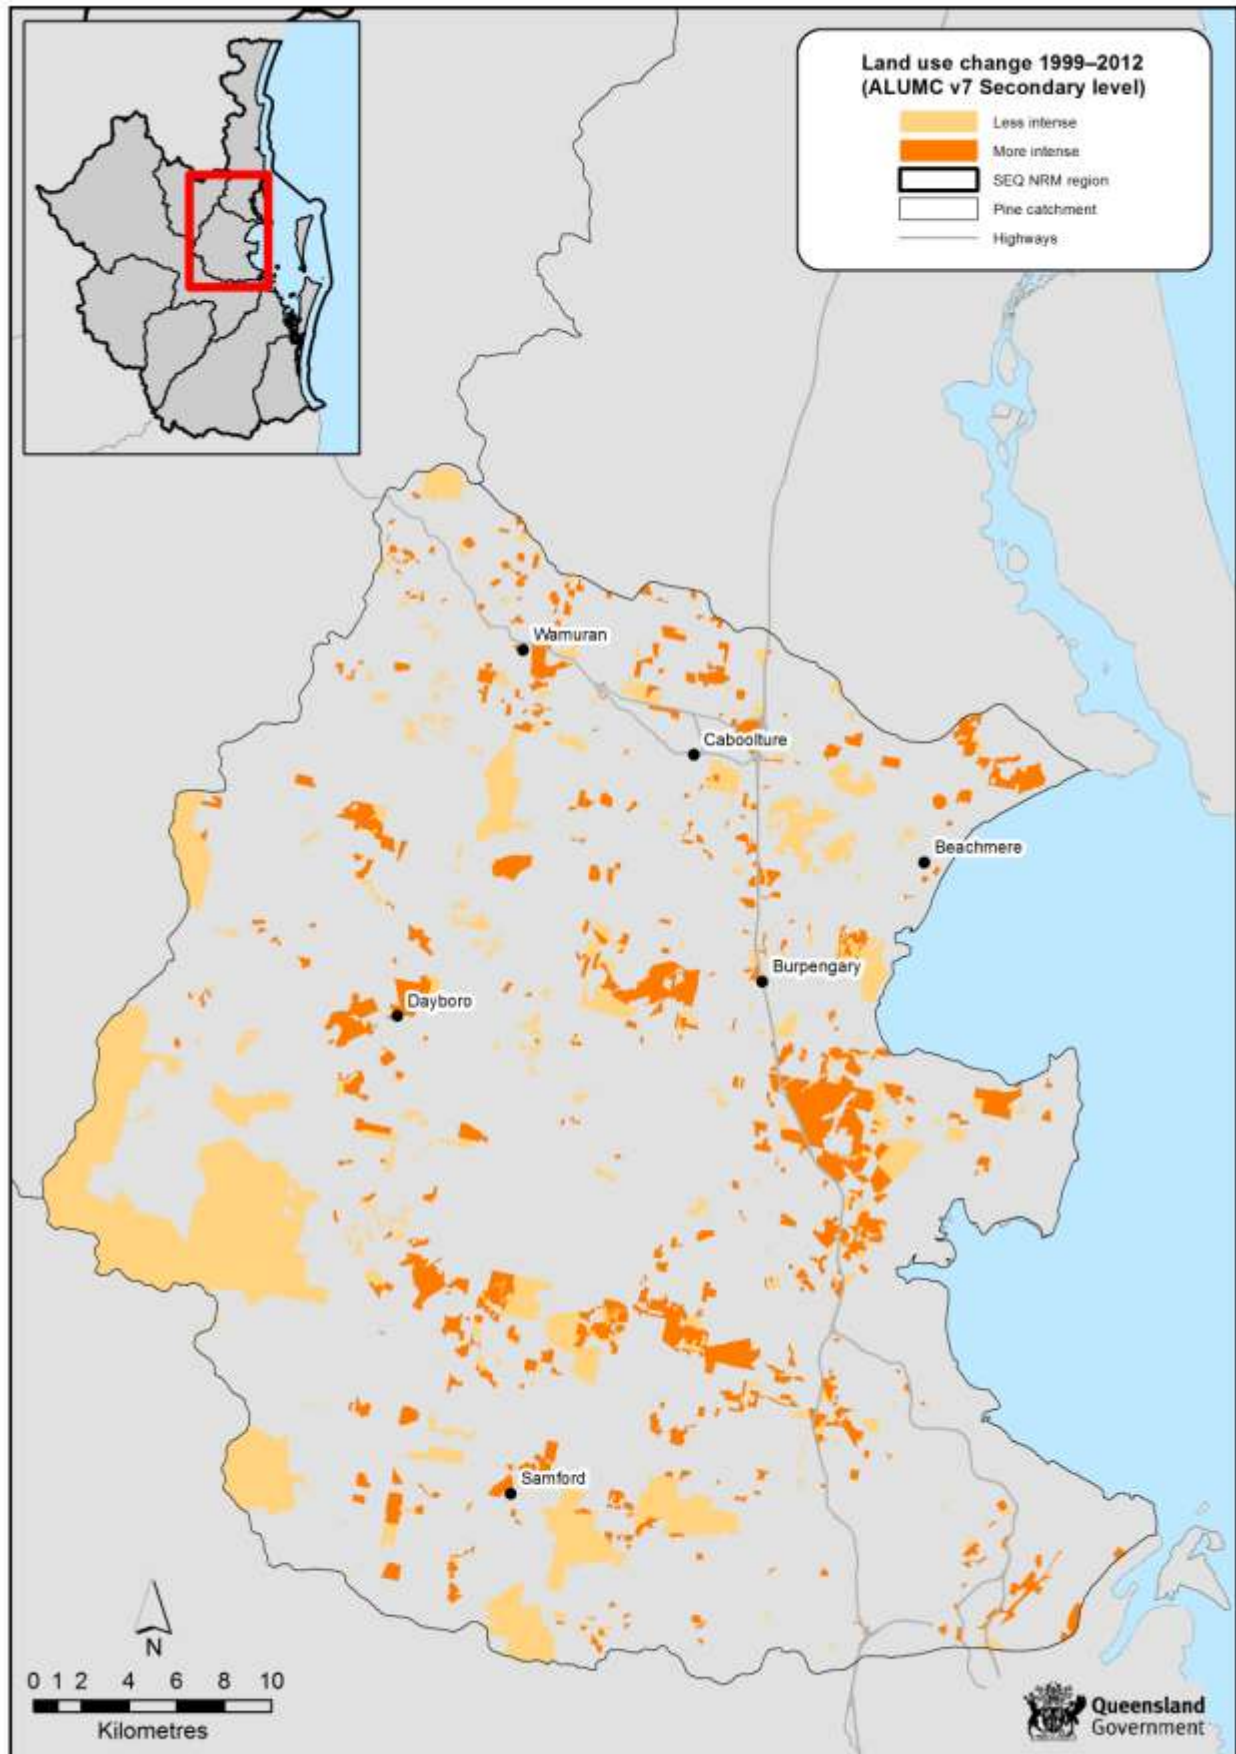 Land use change 1999–2012
(ALUMC v7 Secondary level)
Less intense
More intense
SEQ NRM region
Pine catchment
Highways
Wamuran
Caboolture
Beachmere
Burpengary
Dayboro
Samford
N
0 1 2 4 6 8 10
Kilometres
Queensland
Government